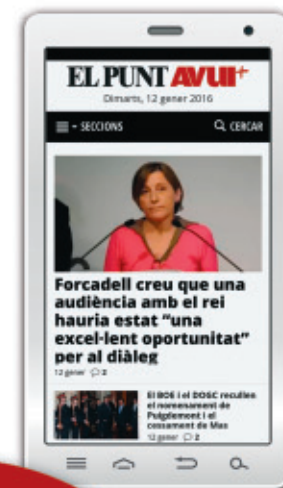 EL PUNT AVUI+
Dimarts, 12 gener 2016
SECCIONS
CERCAR
Forcadell creu que una
audiència amb el rei
hauria estat "una
excel·lent oportunitat"
per al diàleg
12 gener 2
El BOE i el DOGC recullen
el nomenament de
Puigdemont i el
cessament de Mas
12 gener 2